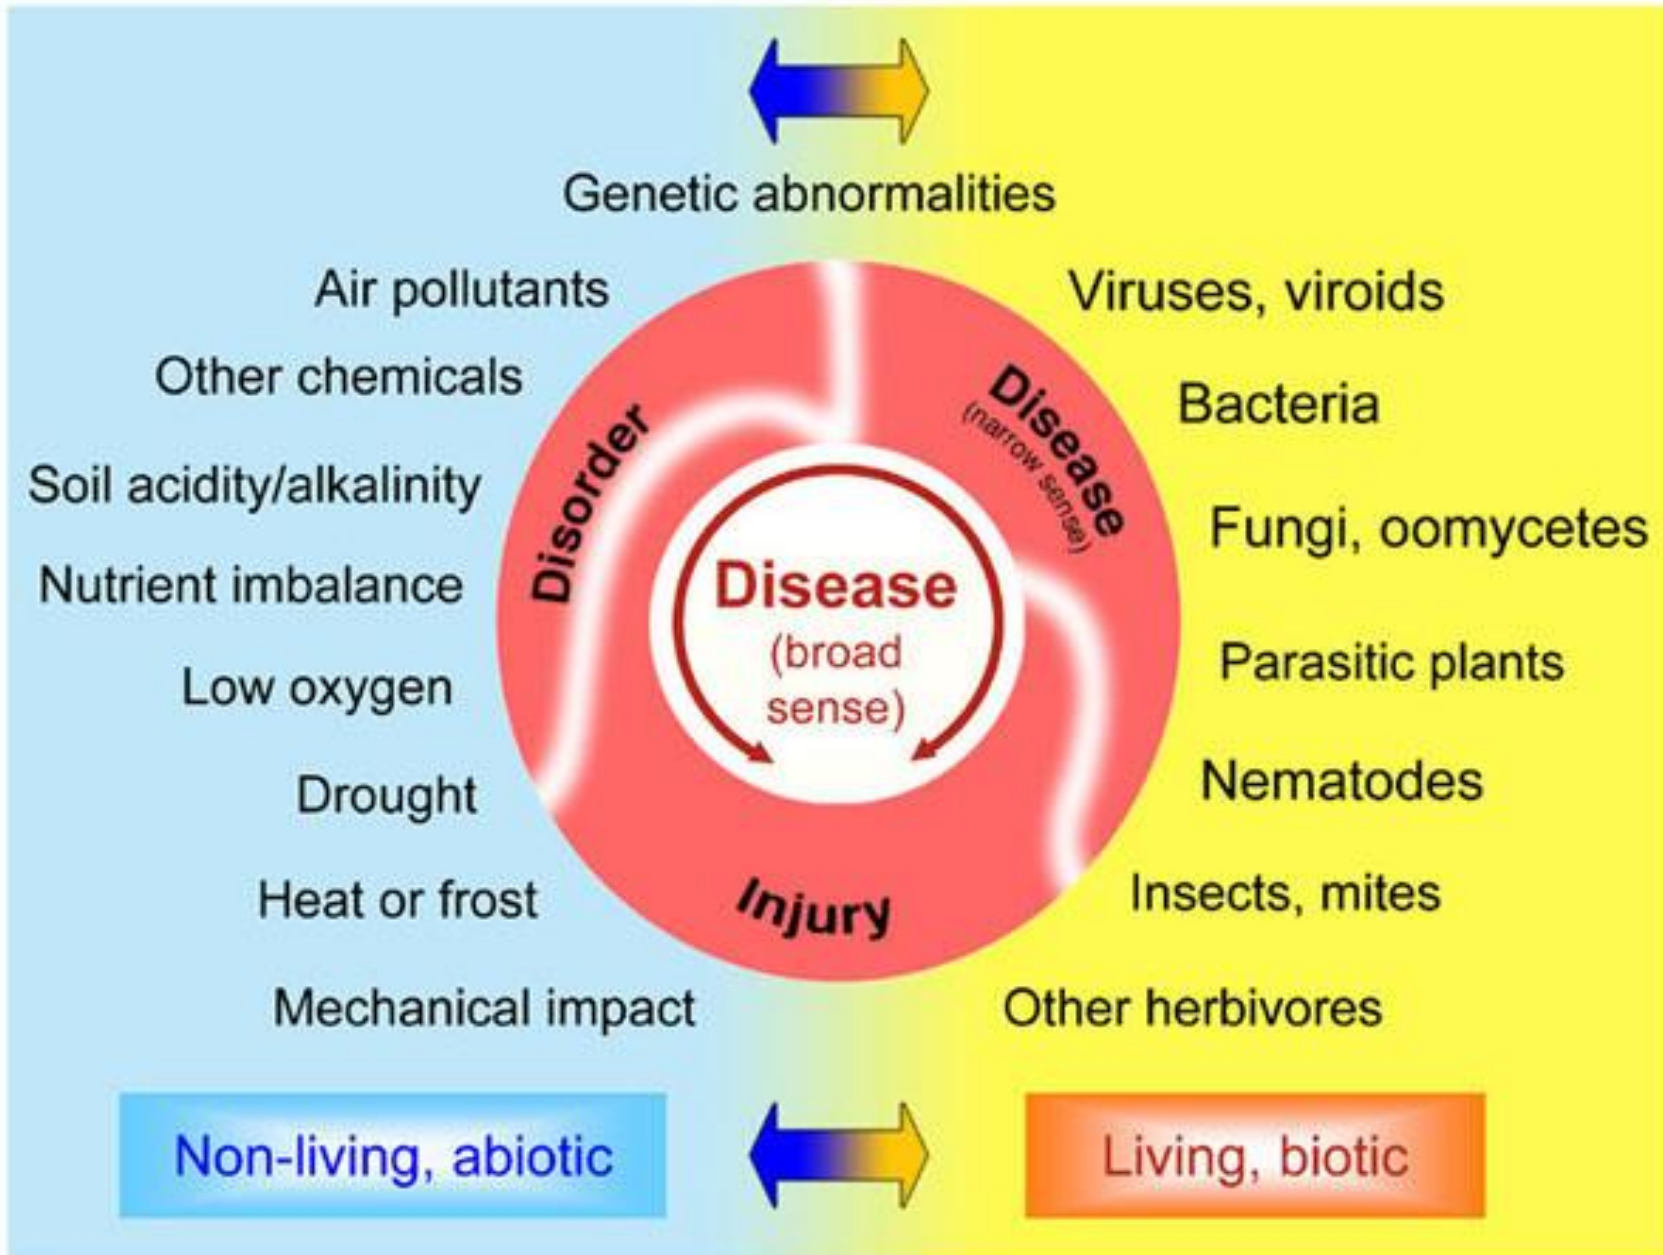 Genetic abnormalities
Air pollutants
Other chemicals
Soil acidity/alkalinity
Nutrient imbalance
Low oxygen
Drought
Heat or frost
Mechanical impact
Viruses, viroids
Bacteria
Fungi, oomycetes
Parasitic plants
Nematodes
Insects, mites
Other herbivores
Disorder
Disease
(narrow sense)
Injury
Disease
(broad
sense)
Non-living, abiotic
Living, biotic